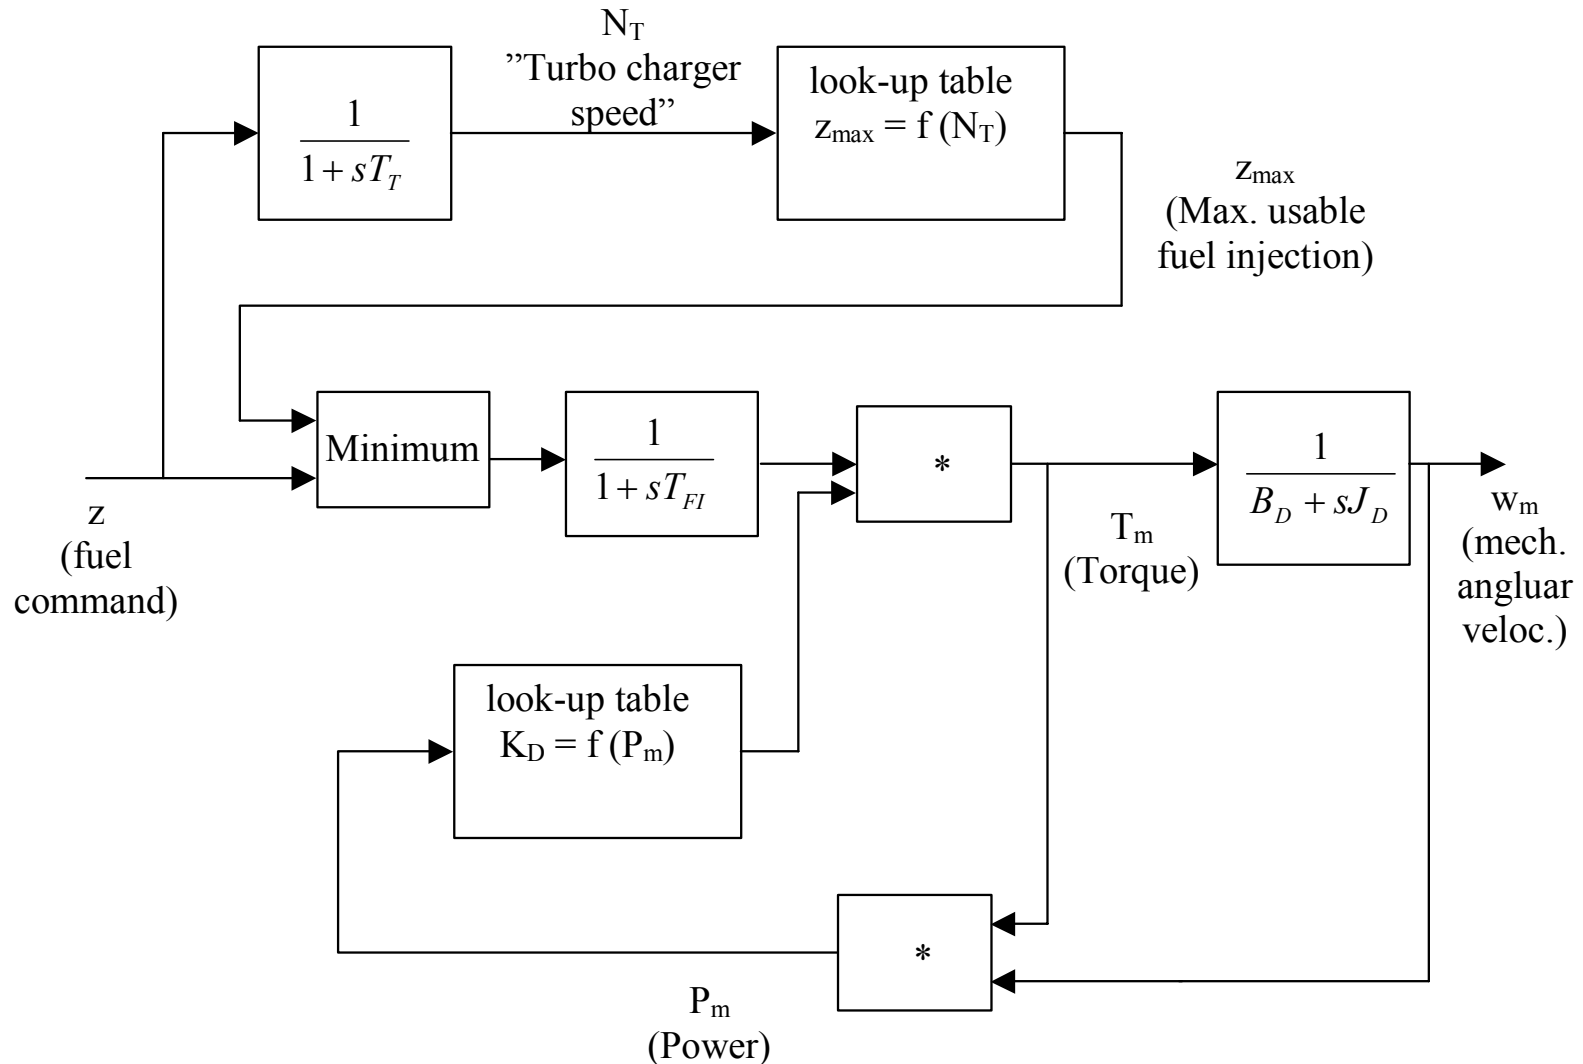 N_T
”Turbo charger
speed”
1
1 + sT_T
look-up table
z_max = f (N_T)
z_max
(Max. usable
fuel injection)
Minimum
1
1 + sT_FI
*
1
B_D + sJ_D
z
(fuel
command)
T_m
(Torque)
w_m
(mech.
angluar
veloc.)
look-up table
K_D = f (P_m)
*
P_m
(Power)